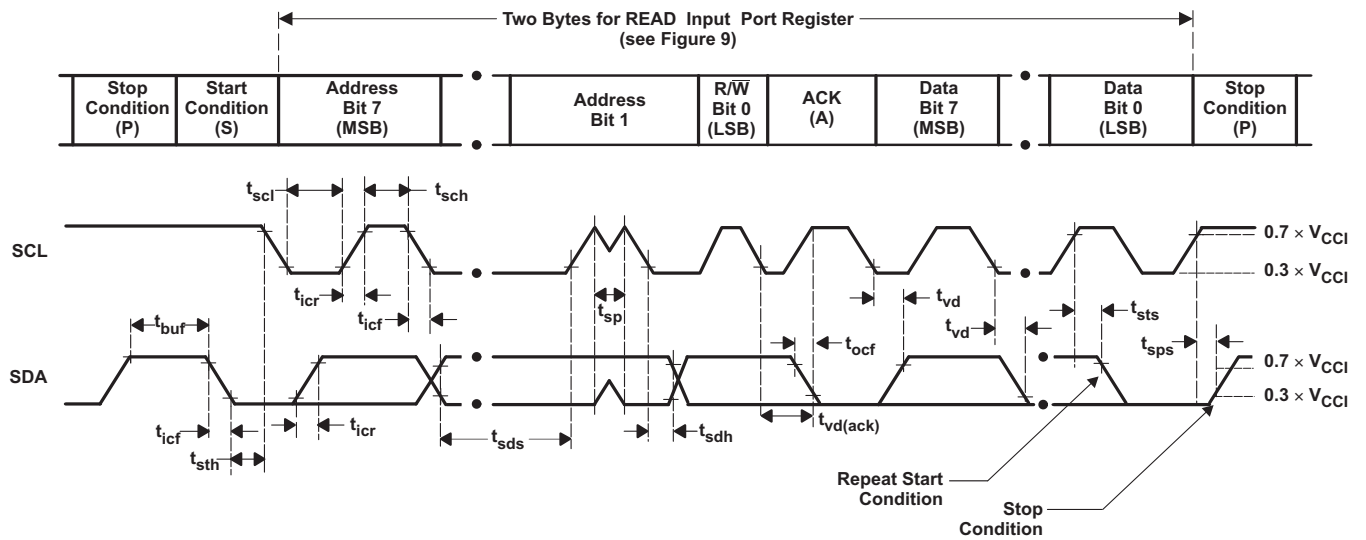 Two Bytes for READ Input Port Register
(see Figure 9)
Stop
Condition
(P)
Start
Condition
(S)
Address
Bit 7
(MSB)
Address
Bit 1
R/W̅
Bit 0
(LSB)
ACK
(A)
Data
Bit 7
(MSB)
Data
Bit 0
(LSB)
Stop
Condition
(P)
tscl
tsch
SCL
0.7 × VCCI
0.3 × VCCI
ticr
ticf
tsp
tvd
tvd
tsts
tbuf
tocf
tsps
SDA
0.7 × VCCI
0.3 × VCCI
ticf
ticr
tsth
tsds
tsdh
tvd(ack)
Repeat Start
Condition
Stop
Condition